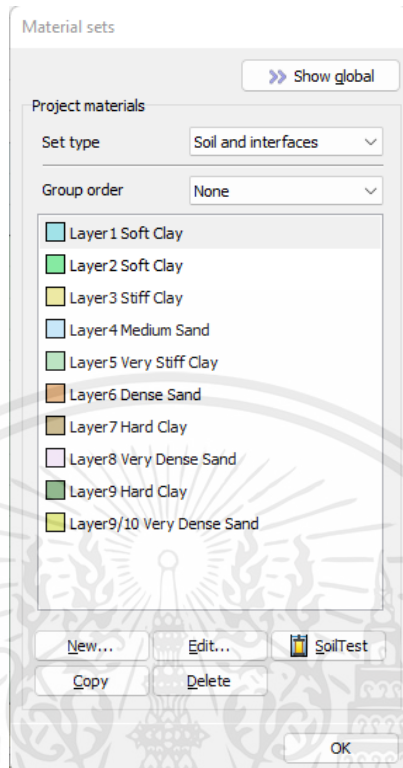 Material sets
Show global
Project materials
Set type Soil and interfaces
Group order None
Layer1 Soft Clay
Layer2 Soft Clay
Layer3 Stiff Clay
Layer4 Medium Sand
Layer5 Very Stiff Clay
Layer6 Dense Sand
Layer7 Hard Clay
Layer8 Very Dense Sand
Layer9 Hard Clay
Layer9/10 Very Dense Sand
New... Edit... SoilTest
Copy Delete
OK